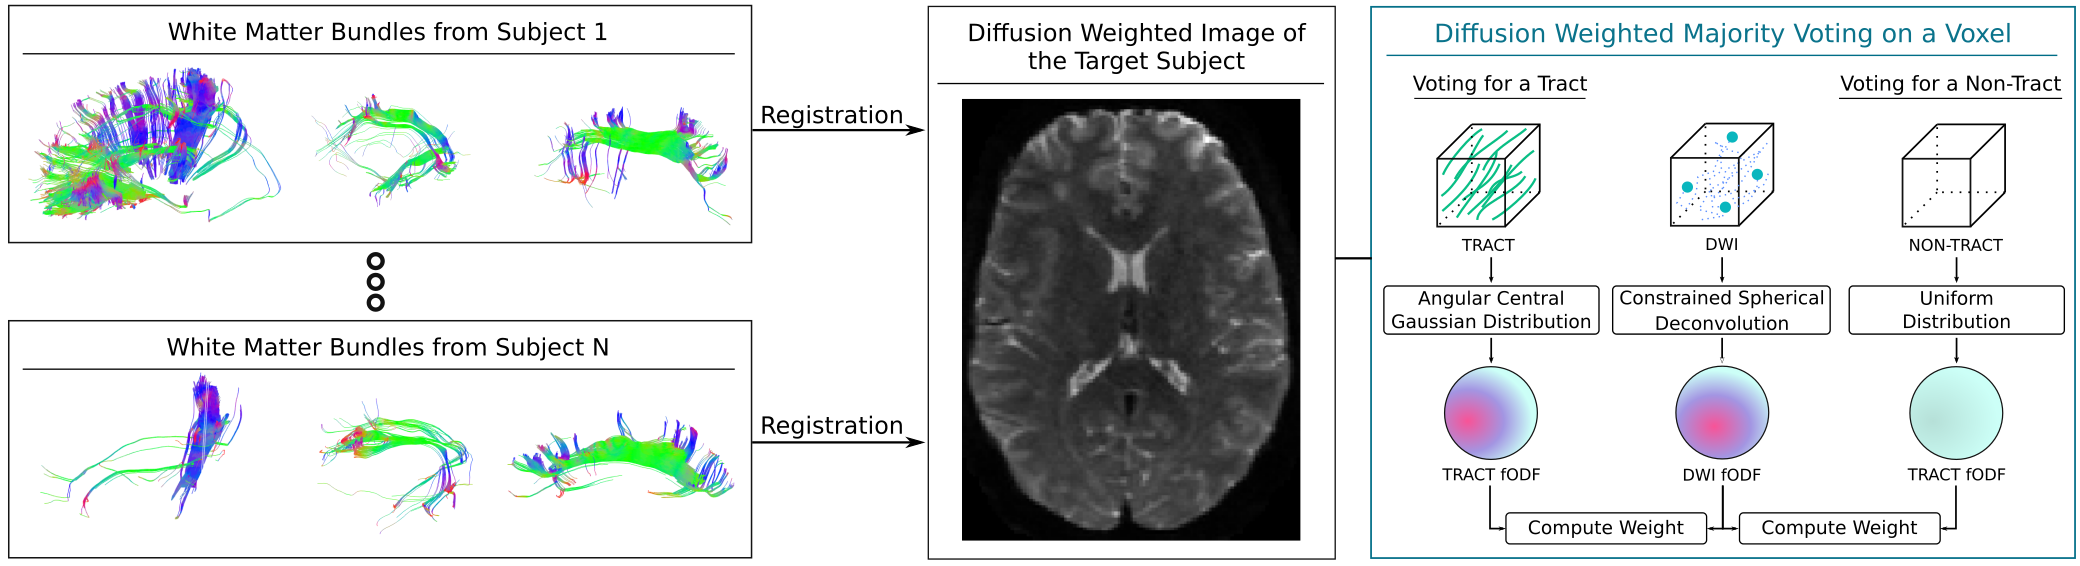 White Matter Bundles from Subject 1
Registration
White Matter Bundles from Subject N
Registration
Diffusion Weighted Image of
the Target Subject
Diffusion Weighted Majority Voting on a Voxel
Voting for a Tract
Voting for a Non-Tract
TRACT
DWI
NON-TRACT
Angular Central
Gaussian Distribution
Constrained Spherical
Deconvolution
Uniform
Distribution
TRACT fODF
DWI fODF
TRACT fODF
Compute Weight
Compute Weight